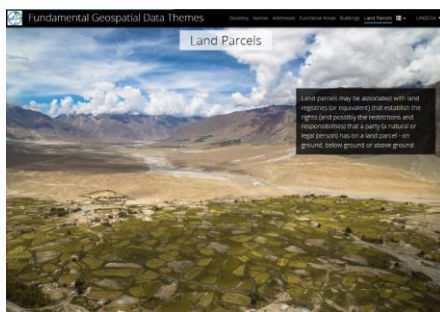 Fundamental Geospatial Data Themes
Geodesy Names Addresses Functional Areas Buildings Land Parcels
Land Parcels
Land parcels may be associated with land
registries (or equivalent) that establish the
rights (and possibly the restrictions and
responsibilities) that a party (a natural or
legal person) has on a land parcel - on
ground, below ground or above ground.